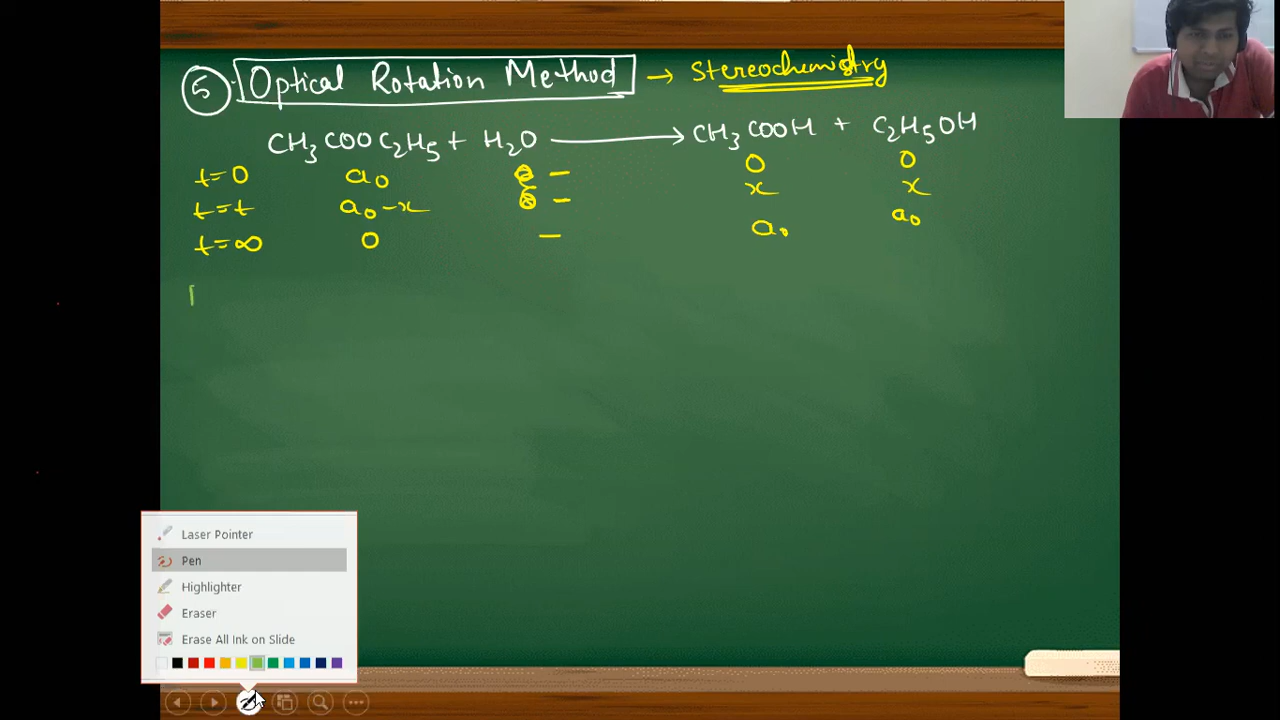 ⑤ Optical Rotation Method → Stereochemistry
CH₃COOC₂H₅ + H₂O → CH₃COOH + C₂H₅OH
t=0 a₀ – 0 0
t=t a₀-x – x x
t=∞ 0 – a₀ a₀
Laser Pointer
Pen
Highlighter
Eraser
Erase All Ink on Slide